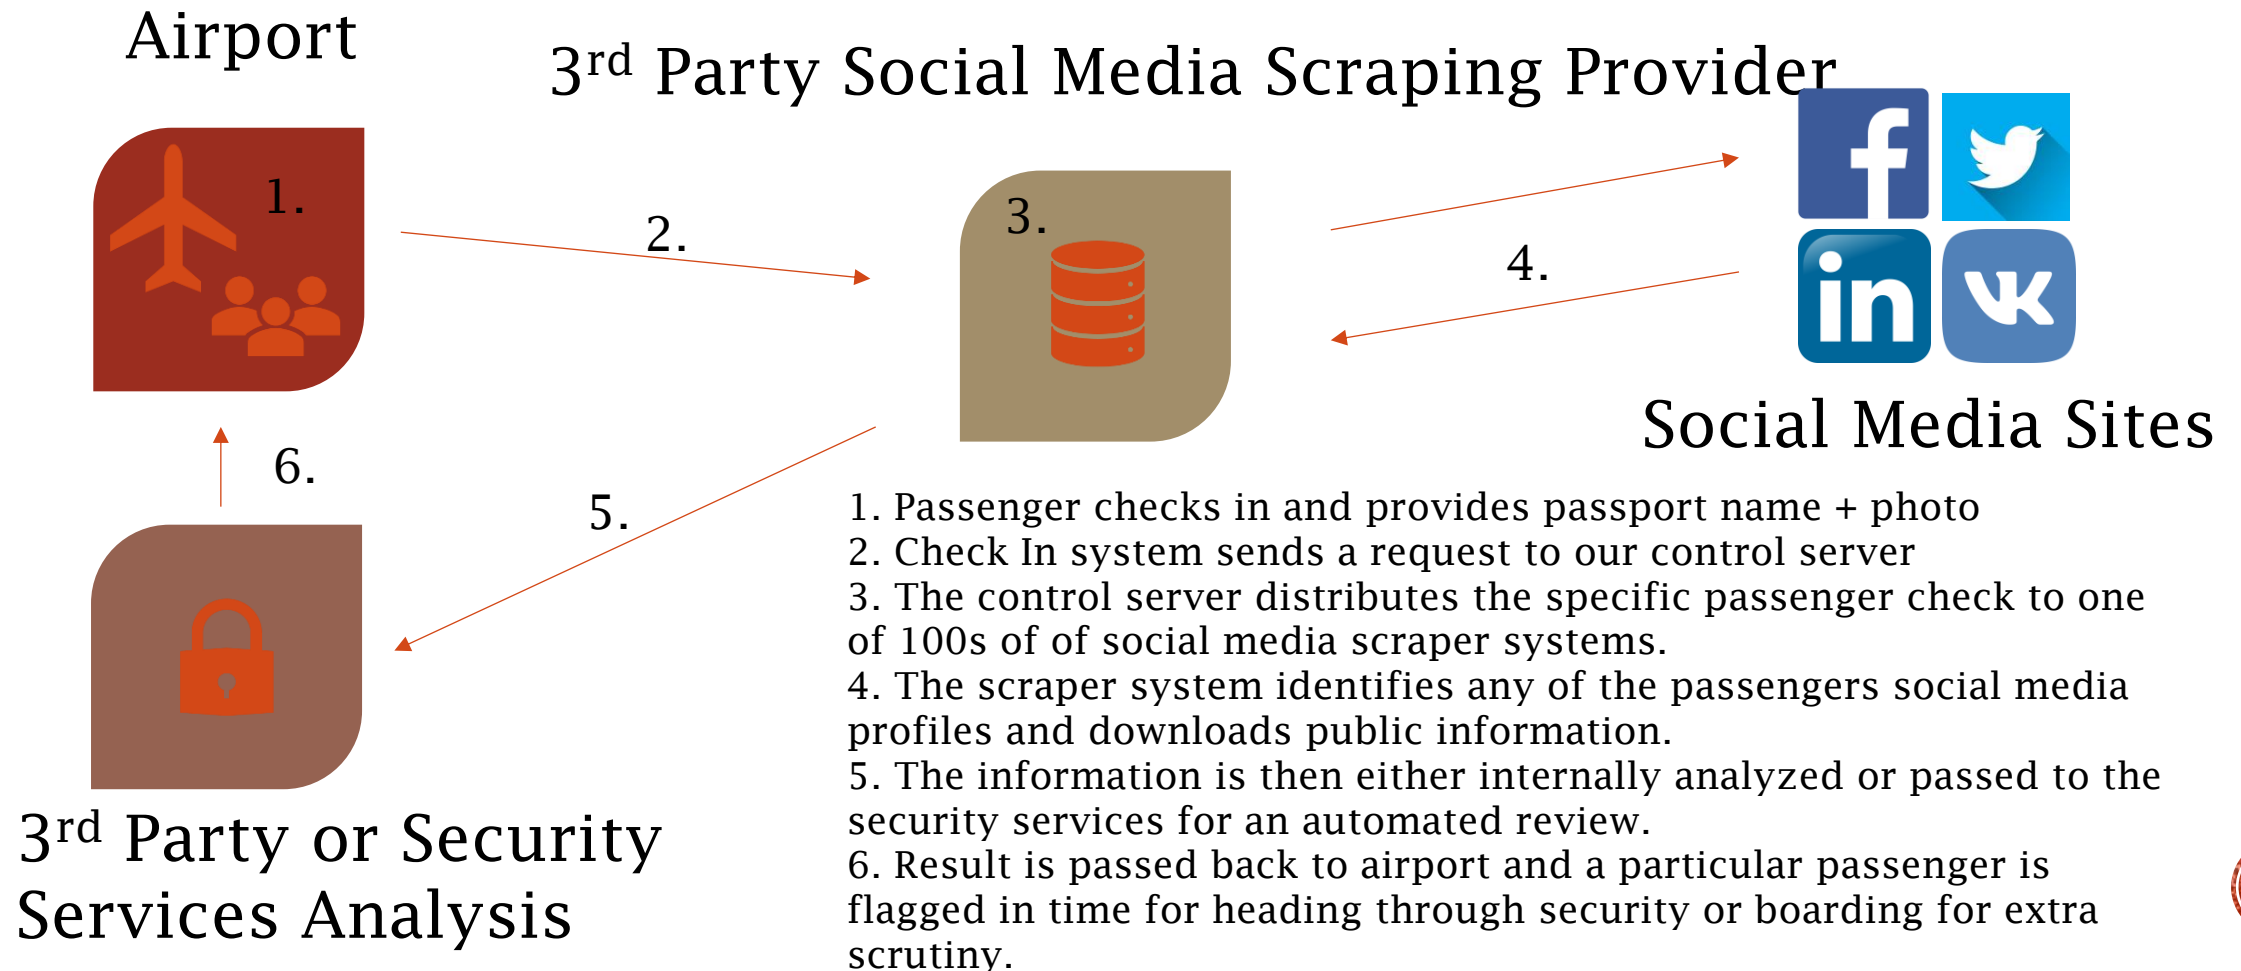 Airport
3rd Party Social Media Scraping Provider
1.
2.
3.
4.
f
in
Social Media Sites
6.
5.
1. Passenger checks in and provides passport name + photo
2. Check In system sends a request to our control server
3. The control server distributes the specific passenger check to one
of 100s of of social media scraper systems.
4. The scraper system identifies any of the passengers social media
profiles and downloads public information.
5. The information is then either internally analyzed or passed to the
security services for an automated review.
6. Result is passed back to airport and a particular passenger is
flagged in time for heading through security or boarding for extra
scrutiny.
3rd Party or Security
Services Analysis